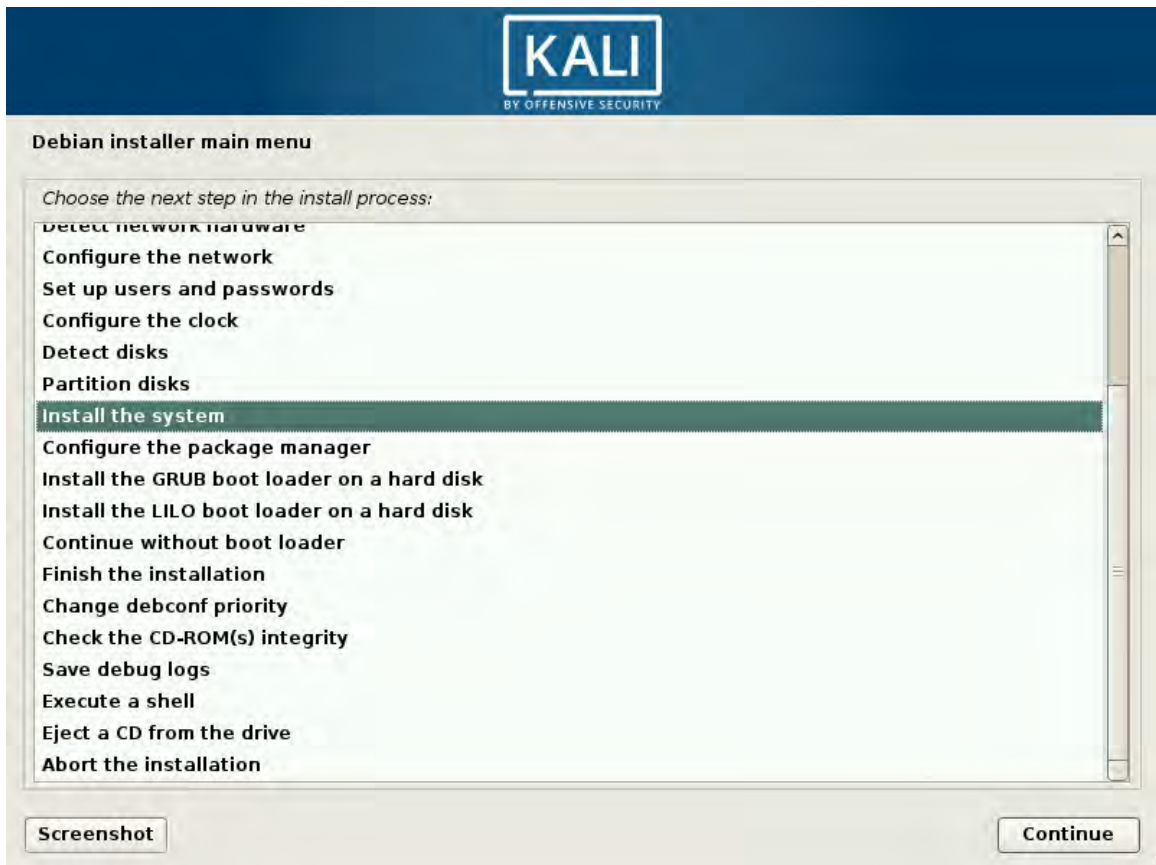 KALI
BY OFFENSIVE SECURITY
Debian installer main menu
Choose the next step in the install process:
Detect network hardware
Configure the network
Set up users and passwords
Configure the clock
Detect disks
Partition disks
Install the system
Configure the package manager
Install the GRUB boot loader on a hard disk
Install the LILO boot loader on a hard disk
Continue without boot loader
Finish the installation
Change debconf priority
Check the CD-ROM(s) integrity
Save debug logs
Execute a shell
Eject a CD from the drive
Abort the installation
Screenshot
Continue